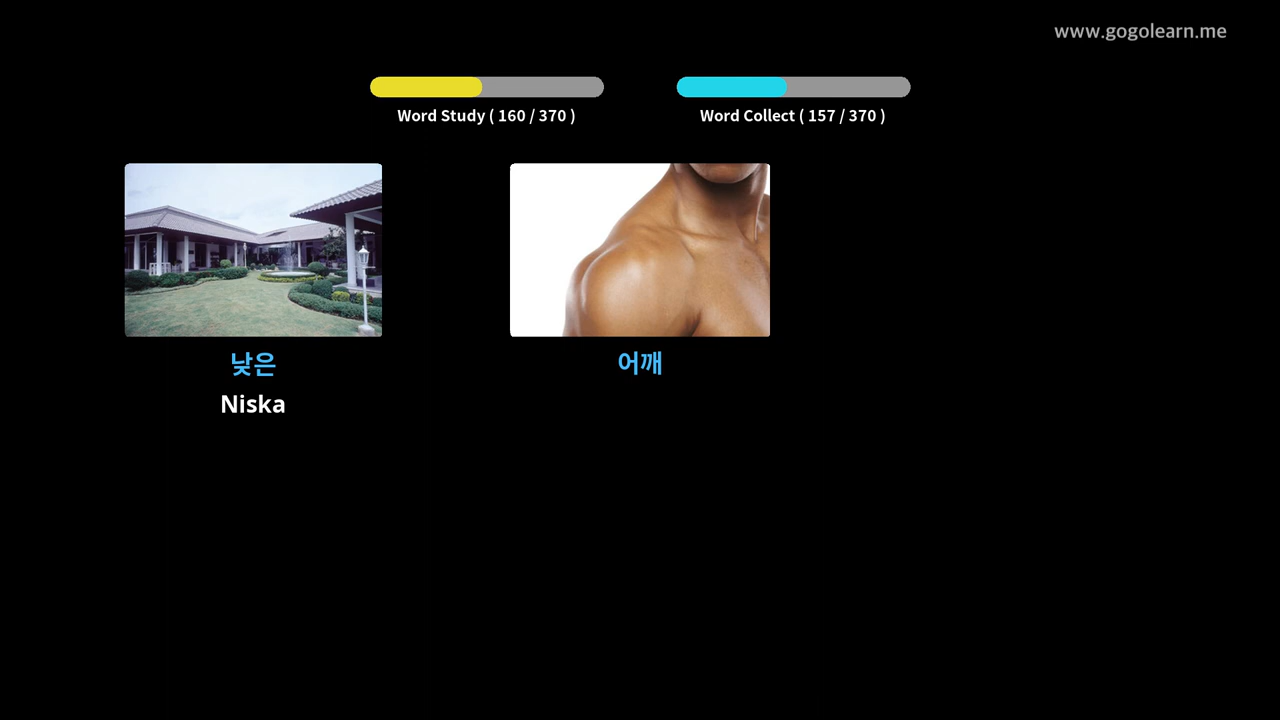 www.gogolearn.me
Word Study ( 160 / 370 )
Word Collect ( 157 / 370 )
낮은
Niska
어깨